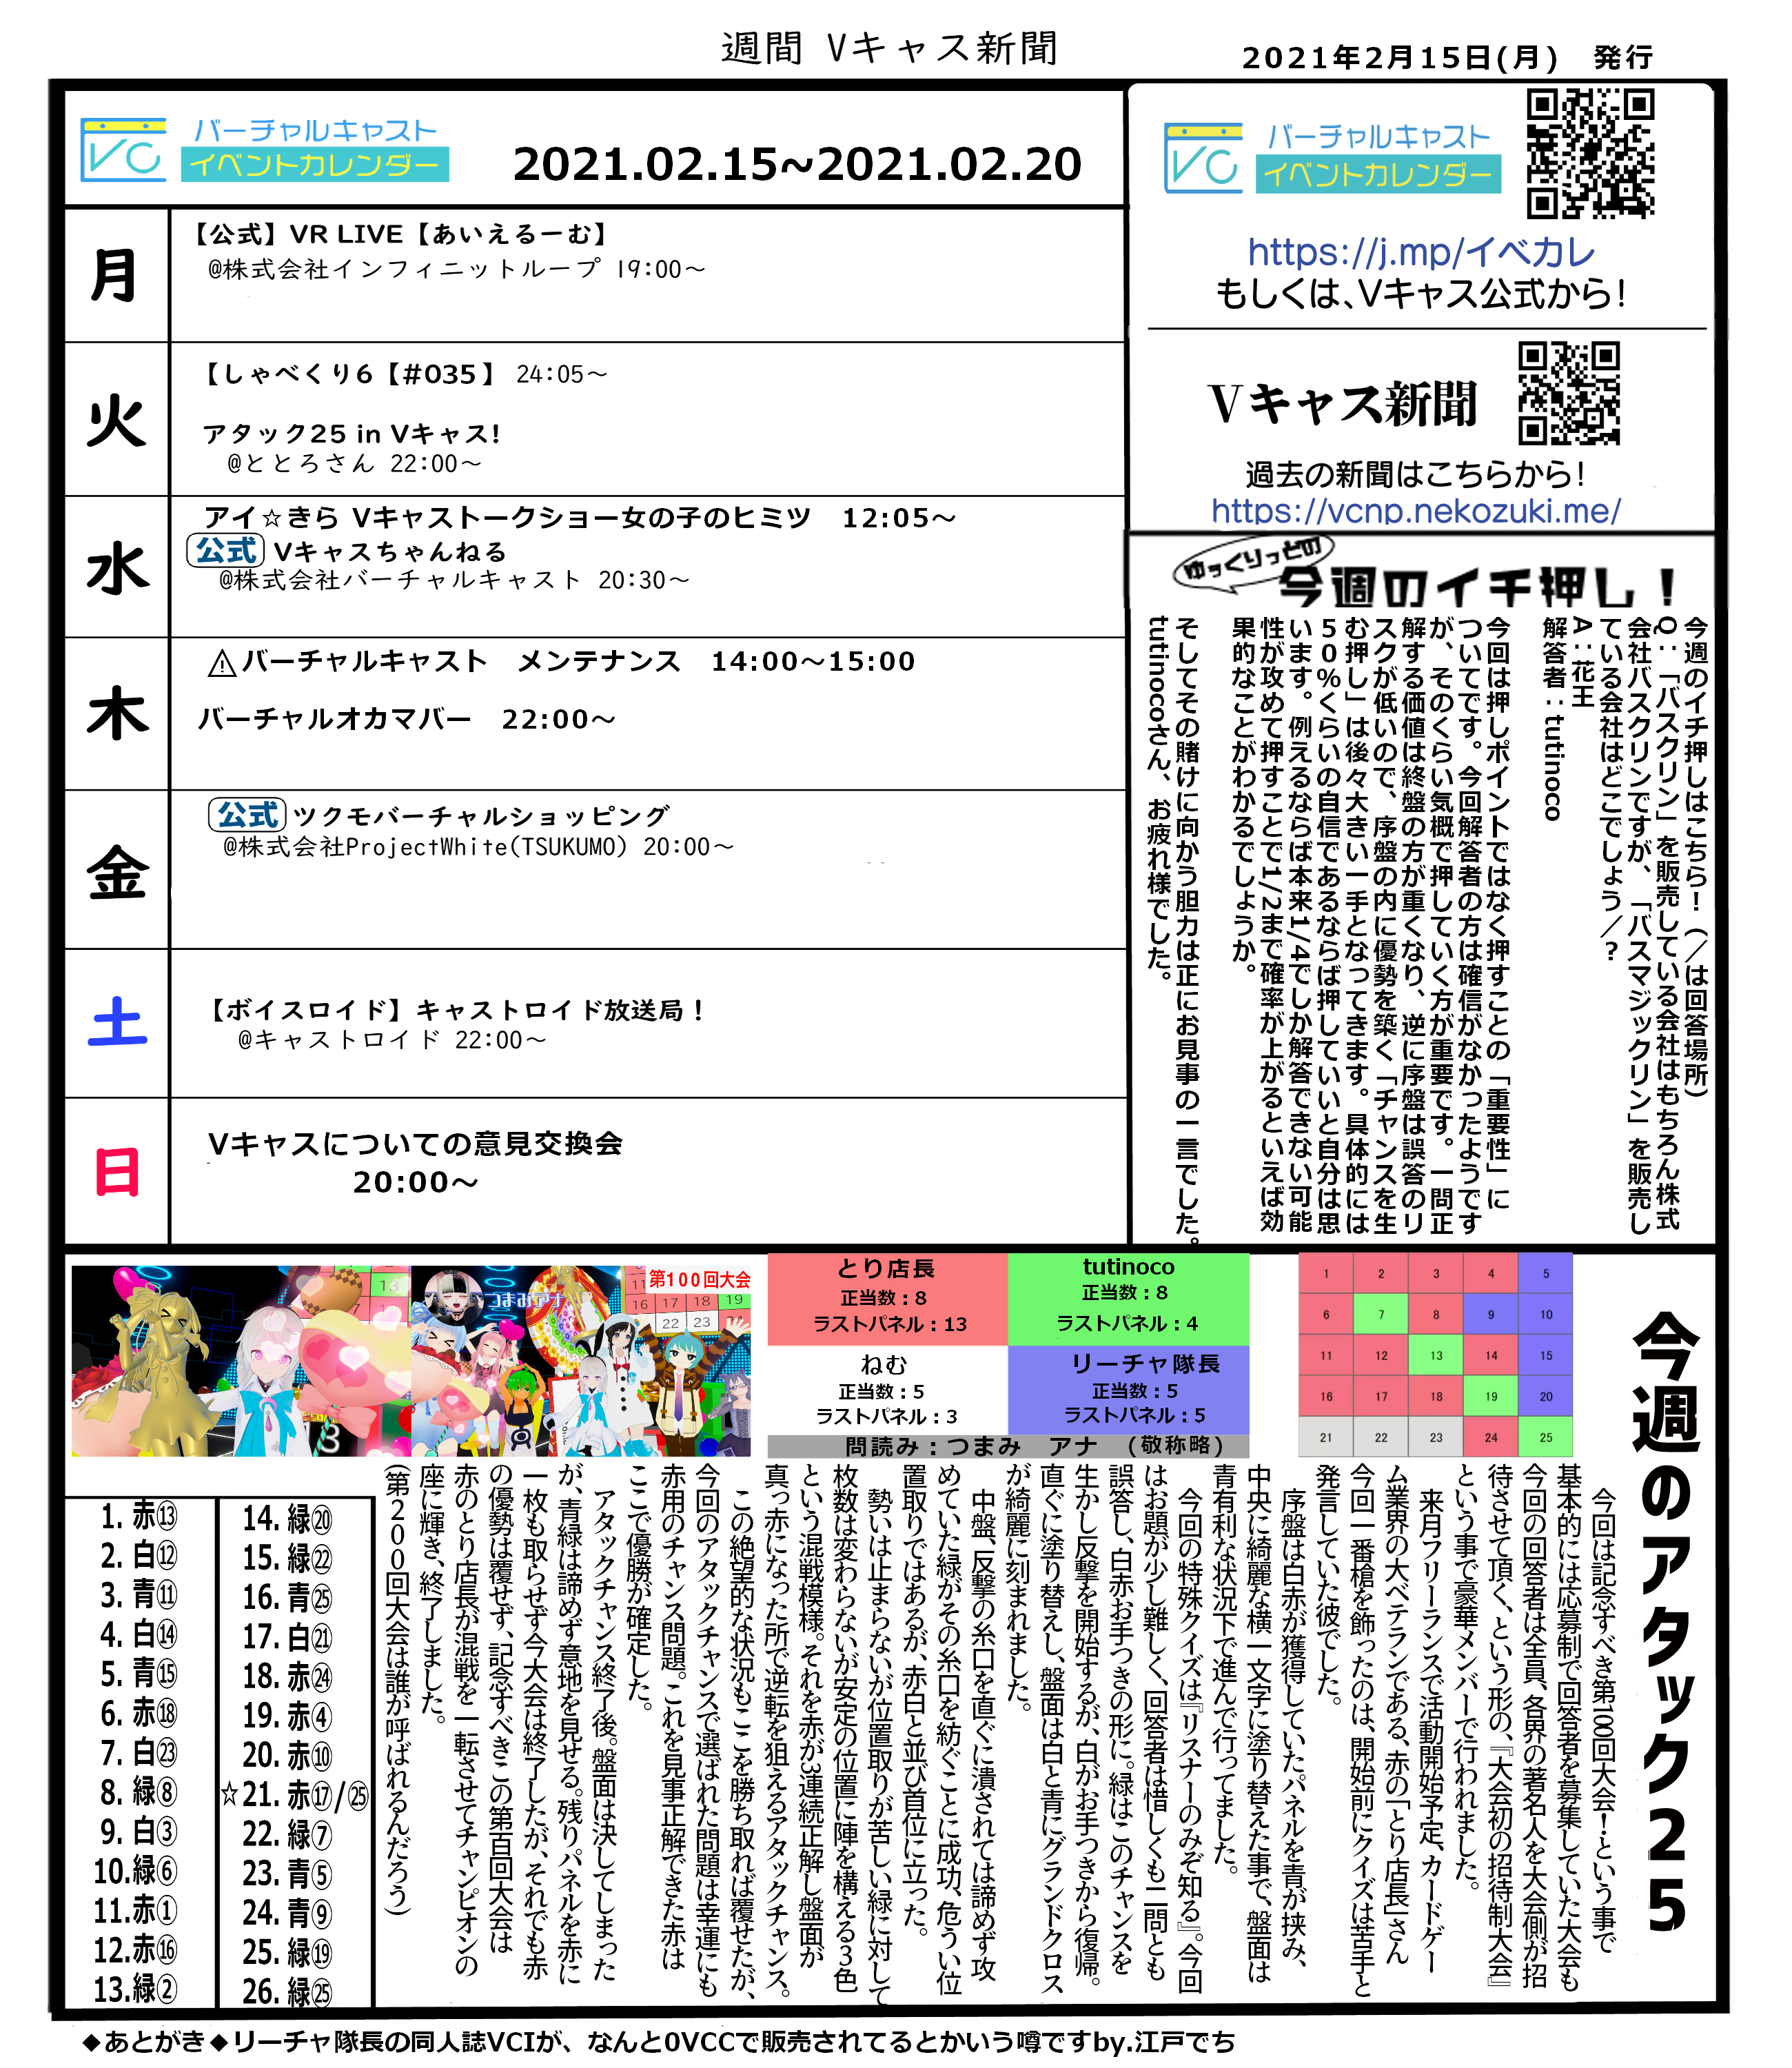 週間 Vキャス新聞
2021年2月15日(月)　発行
バーチャルキャスト
イベントカレンダー
2021.02.15~2021.02.20
月
【公式】VR LIVE【あいえるーむ】
@株式会社インフィニットループ 19:00～
火
【しゃべくり6【#035】 24:05～
アタック25 in Vキャス!
@ととろさん 22:00～
水
アイ☆きら Vキャストークショー女の子のヒミツ　12:05～
公式 Vキャスちゃんねる
@株式会社バーチャルキャスト 20:30～
木
⚠バーチャルキャスト　メンテナンス　14:00～15:00
バーチャルオカマバー　22:00～
金
公式 ツクモバーチャルショッピング
@株式会社ProjectWhite(TSUKUMO) 20:00～
土
【ボイスロイド】キャストロイド放送局！
@キャストロイド 22:00～
日
Vキャスについての意見交換会
20:00～
バーチャルキャスト
イベントカレンダー
https://j.mp/イベカレ
もしくは、Vキャス公式から!
Vキャス新聞
過去の新聞はこちらから!
https://vcnp.nekozuki.me/
ゆっくりっとの
今週のイチ押し！
今週のイチ押しはこちら！（／は回答場所）
Q：「バスクリン」を販売している会社はもちろん株式
会社バスクリンですが、「バスマジックリン」を販売し
ている会社はどこでしょう／？
A：花王
解答者：tutinoco
今回は押しポイントではなく押すことの「重要性」に
ついてです。今回解答者の方は確信がなかったようです
が、そのくらい気概で押していく方が重要です。一問正
解する価値は終盤の方が重くなり、逆に序盤は誤答のリ
スクが低いので、序盤の内に優勢を築く「チャンスを生
む押し」は後々大きい一手となってきます。具体的には
50%くらいの自信であるならば押していいと自分は思
います。例えるならば本来1/4でしか解答できない可能
性が攻めて押すことで1/2まで確率が上がるといえば効
果的なことがわかるでしょうか。
そしてその賭けに向かう胆力は正にお見事の一言でした。
tutinocoさん、お疲れ様でした。
第100回大会
つまみアナ
とり店長
正当数：8
ラストパネル：13
tutinoco
正当数：8
ラストパネル：4
ねむ
正当数：5
ラストパネル：3
リーチャ隊長
正当数：5
ラストパネル：5
問読み：つまみ　アナ　（敬称略）
1 2 3 4 5
6 7 8 9 10
11 12 13 14 15
16 17 18 19 20
21 22 23 24 25
今週のアタック25
今回は記念すべき第100回大会！という事で
基本的には応募制で回答者を募集していた大会も
今回の回答者は全員、各界の著名人を大会側が招
待させて頂く、という形の、『大会初の招待制大会』
という事で豪華メンバーで行われました。
来月フリーランスで活動開始予定、カードゲー
ム業界の大ベテランである、赤の「とり店長」さん
今回一番槍を飾ったのは、開始前にクイズは苦手と
発言していた彼でした。
序盤は白赤が獲得していたパネルを青が挟み、
中央に綺麗な横一文字に塗り替えた事で、盤面は
青有利な状況下で進んで行ってました。
今回の特殊クイズは『リスナーのみぞ知る』。今回
はお題が少し難しく、回答者は惜しくも二問とも
誤答し、白赤お手つきの形に。緑はこのチャンスを
生かし反撃を開始するが、白がお手つきから復帰。
直ぐに塗り替えし、盤面は白と青にグランドクロス
が綺麗に刻まれました。
中盤、反撃の糸口を直ぐに潰されては諦めず攻
めていた緑がその糸口を紡ぐことに成功、危うい位
置取りではあるが、赤白と並び首位に立った。
勢いは止まらないが位置取りが苦しい緑に対して
枚数は変わらないが安定の位置に陣を構える3色
という混戦模様。それを赤が3連続正解し盤面が
真っ赤になった所で逆転を狙えるアタックチャンス。
この絶望的な状況もここを勝ち取れば覆せたが、
今回のアタックチャンスで選ばれた問題は幸運にも
赤用のチャンス問題。これを見事正解できた赤は
ここで優勝が確定した。
アタックチャンス終了後。盤面は決してしまった
が、青緑は諦めず意地を見せる。残りパネルを赤に
一枚も取らせず今大会は終了したが、それでも赤
の優勢は覆せず、記念すべきこの第百回大会は
赤のとり店長が混戦を一転させてチャンピオンの
座に輝き、終了しました。
(第200回大会は誰が呼ばれるんだろう)
1. 赤⑬
2. 白⑫
3. 青⑪
4. 白⑭
5. 青⑮
6. 赤⑱
7. 白㉓
8. 緑⑧
9. 白③
10.緑⑥
11.赤①
12.赤⑯
13.緑②
14. 緑⑳
15. 緑㉒
16. 青㉕
17. 白㉑
18. 赤㉔
19. 赤④
20. 赤⑩
☆21. 赤⑰/㉕
22. 緑⑦
23. 青⑤
24. 青⑨
25. 緑⑲
26. 緑㉕
◆あとがき◆リーチャ隊長の同人誌VCIが、なんと0VCCで販売されてるとかいう噂ですby.江戸でち